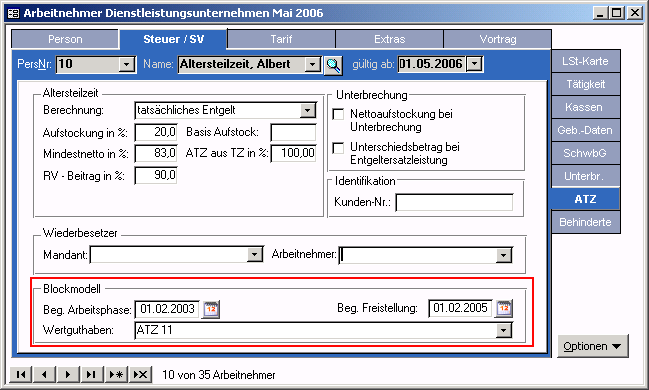 Arbeitnehmer Dienstleistungsunternehmen Mai 2006
Person Steuer / SV Tarif Extras Vortrag
PersNr: 10 Name: Altersteilzeit, Albert gültig ab: 01.05.2006
LSt-Karte
Tätigkeit
Kassen
Geb.-Daten
SchwbG
Unterbr.
ATZ
Behinderte
Altersteilzeit
Berechnung: tatsächliches Entgelt
Aufstockung in %: 20,0 Basis Aufstock:
Mindestnetto in %: 83,0 ATZ aus TZ in %: 100,00
RV - Beitrag in %: 90,0
Unterbrechung
Nettoaufstockung bei
Unterbrechung
Unterschiedsbetrag bei
Entgeltersatzleistung
Identifikation
Kunden-Nr.:
Wiederbesetzer
Mandant: Arbeitnehmer:
Blockmodell
Beg. Arbeitsphase: 01.02.2003 12 Beg. Freistellung: 01.02.2005 12
Wertguthaben: ATZ 11
Optionen
10 von 35 Arbeitnehmer